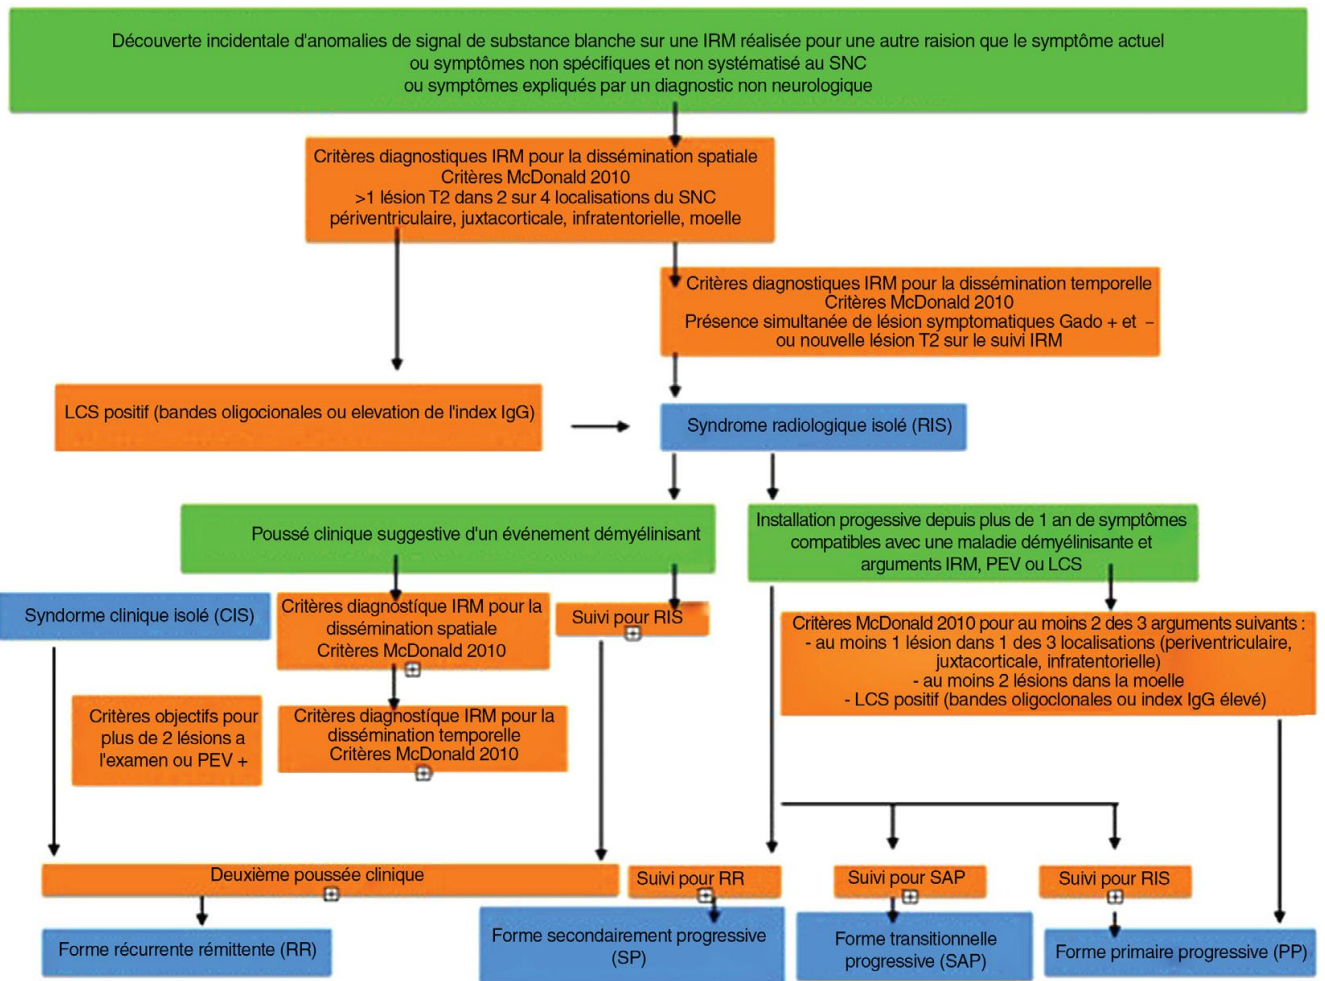 Découverte incidentale d'anomalies de signal de substance blanche sur une IRM réalisée pour une autre raision que le symptôme actuel
ou symptômes non spécifiques et non systématisé au SNC
ou symptômes expliqués par un diagnostic non neurologique
Critères diagnostiques IRM pour la dissémination spatiale
Critères McDonald 2010
>1 lésion T2 dans 2 sur 4 localisations du SNC
périventriculaire, juxtacorticale, infratentorielle, moelle
Critères diagnostiques IRM pour la dissémination temporelle
Critères McDonald 2010
Présence simultanée de lésion symptomatiques Gado + et –
ou nouvelle lésion T2 sur le suivi IRM
LCS positif (bandes oligocionales ou elevation de l'index IgG)
Syndrome radiologique isolé (RIS)
Poussé clinique suggestive d'un événement démyélinisant
Installation progessive depuis plus de 1 an de symptômes
compatibles avec une maladie démyélinisante et
arguments IRM, PEV ou LCS
Syndorme clinique isolé (CIS)
Critères diagnostíque IRM pour la
dissémination spatiale
Critères McDonald 2010
Suivi pour RIS
Critères McDonald 2010 pour au moins 2 des 3 arguments suivants :
- au moins 1 lésion dans 1 des 3 localisations (periventriculaire,
juxtacorticale, infratentorielle)
- au moins 2 lésions dans la moelle
- LCS positif (bandes oligoclonales ou index IgG élevé)
Critères objectifs pour
plus de 2 lésions a
l'examen ou PEV +
Critères diagnostíque IRM pour la
dissémination temporelle
Critères McDonald 2010
Deuxième poussée clinique
Suivi pour RR
Suivi pour SAP
Suivi pour RIS
Forme récurrente rémittente (RR)
Forme secondairement progressive
(SP)
Forme transitionnelle
progressive (SAP)
Forme primaire progressive (PP)